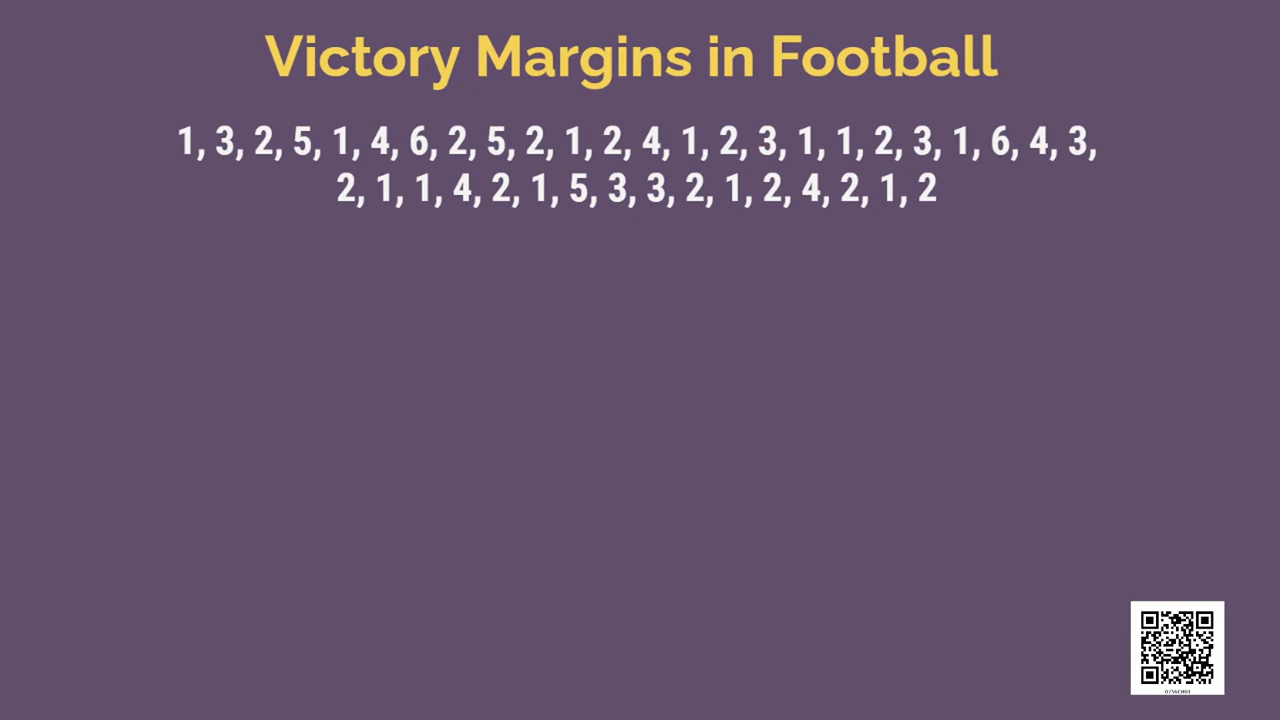 Victory Margins in Football
1, 3, 2, 5, 1, 4, 6, 2, 5, 2, 1, 2, 4, 1, 2, 3, 1, 1, 2, 3, 1, 6, 4, 3,
2, 1, 1, 4, 2, 1, 5, 3, 3, 2, 1, 2, 4, 2, 1, 2